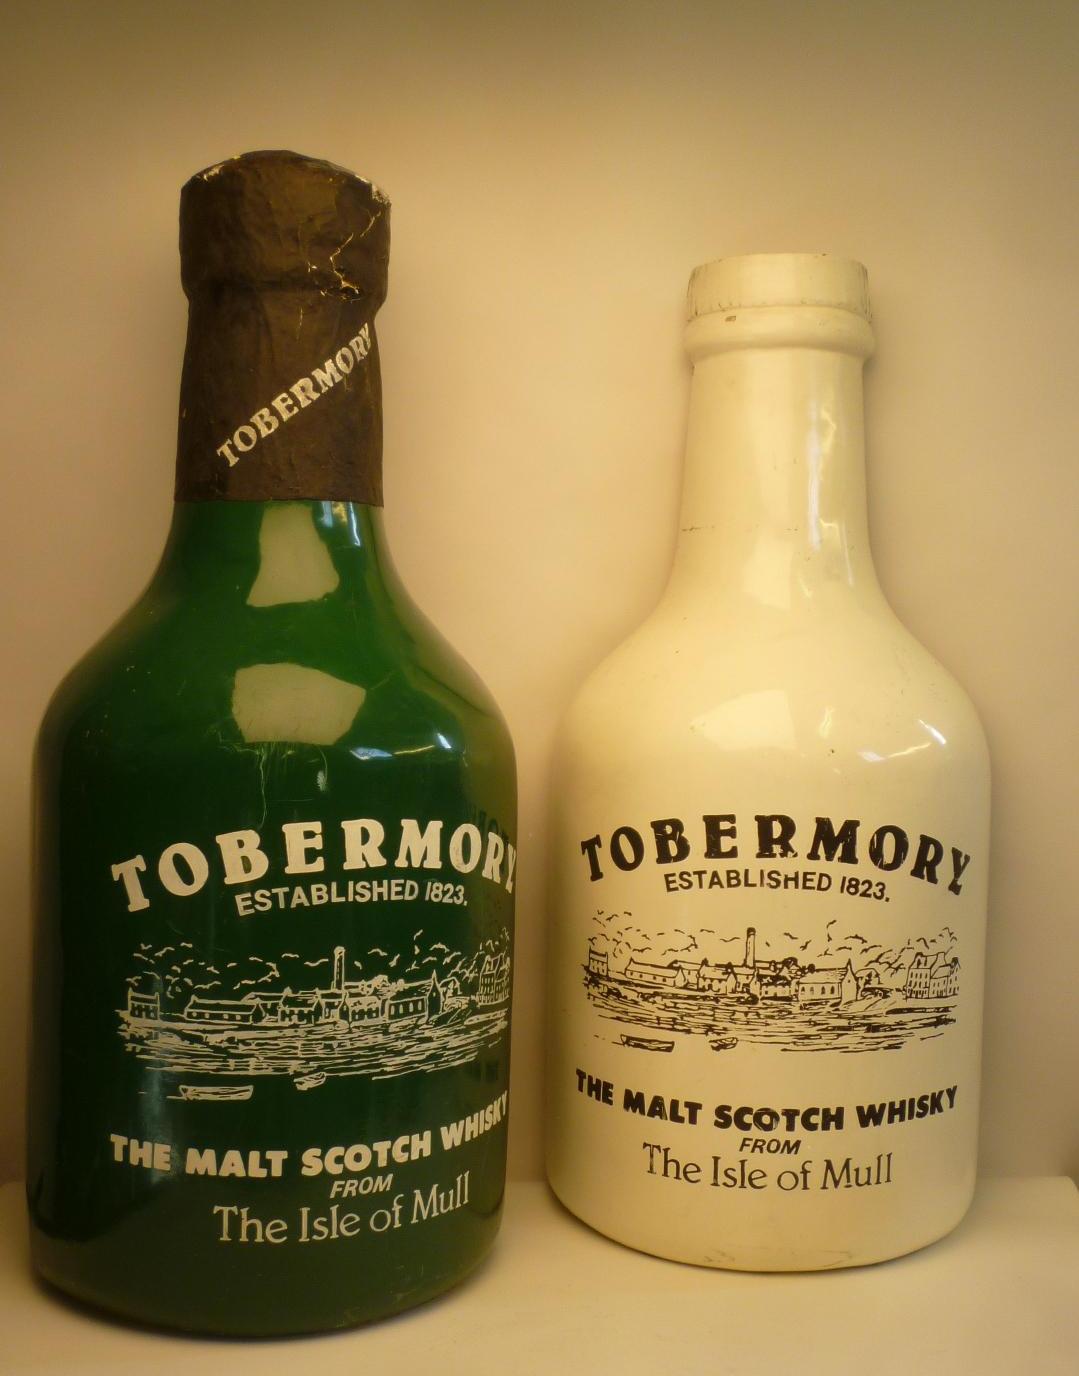 TOBERMORY
TOBERMORY
ESTABLISHED 1823.
THE MALT SCOTCH WHISKY
FROM
The Isle of Mull
TOBERMORY
ESTABLISHED 1823.
THE MALT SCOTCH WHISKY
FROM
The Isle of Mull